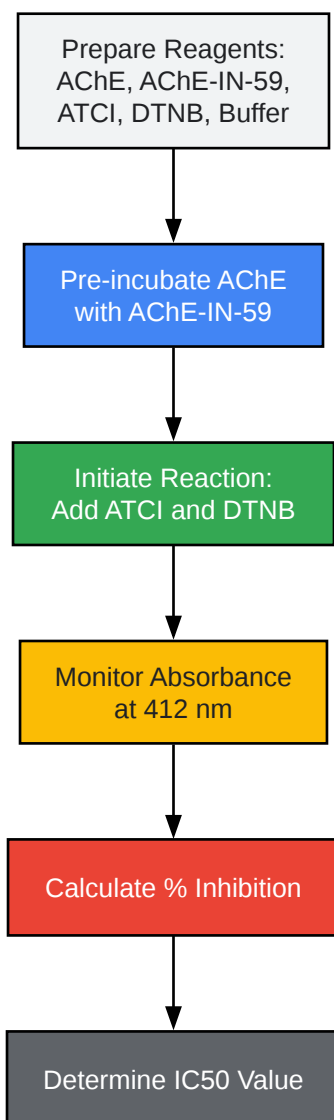 Prepare Reagents:
AChE, AChE-IN-59,
ATCI, DTNB, Buffer
Pre-incubate AChE
with AChE-IN-59
Initiate Reaction:
Add ATCI and DTNB
Monitor Absorbance
at 412 nm
Calculate % Inhibition
Determine IC50 Value